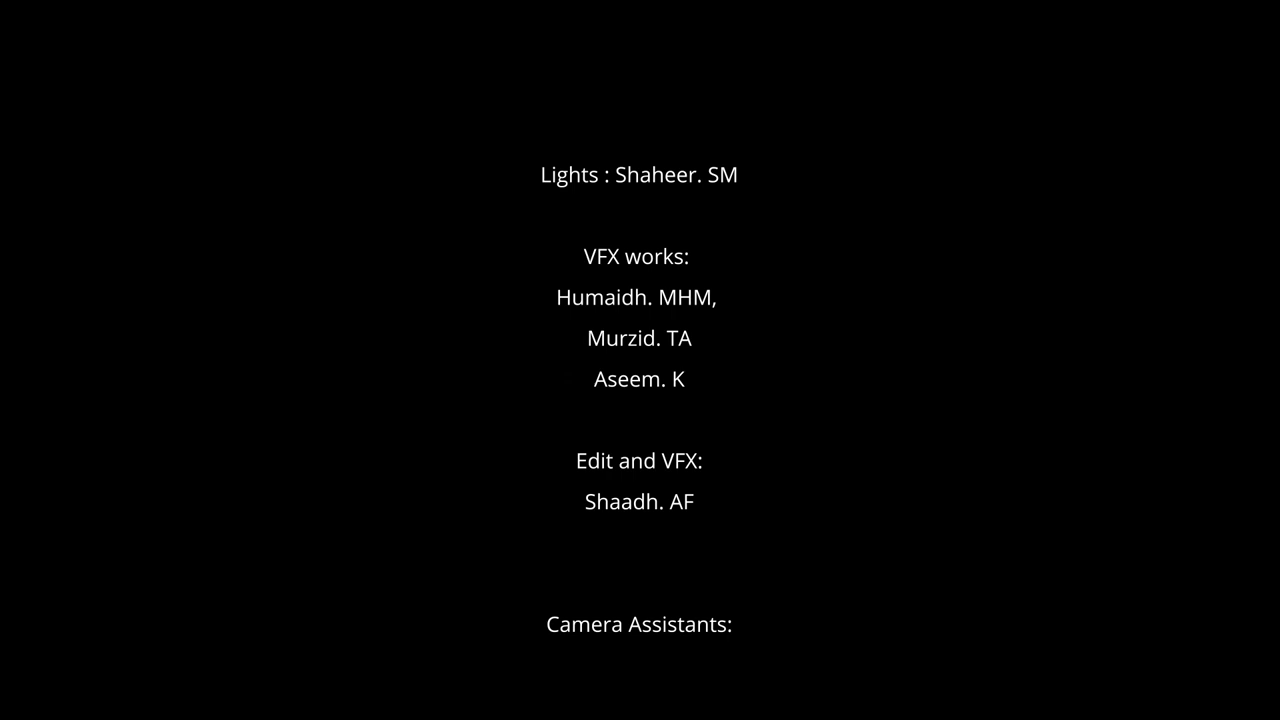 Lights : Shaheer. SM
VFX works:
Humaidh. MHM,
Murzid. TA
Aseem. K
Edit and VFX:
Shaadh. AF
Camera Assistants: